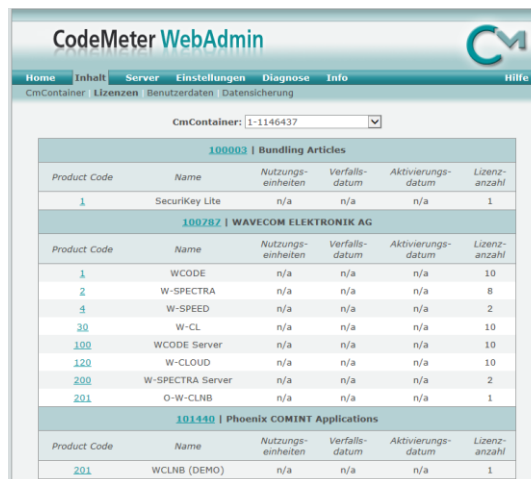 CodeMeter WebAdmin
CM
Home Inhalt Server Einstellungen Diagnose Info Hilfe
CmContainer Lizenzen Benutzerdaten Datensicherung
CmContainer: 1-1146437
100003 | Bundling Articles
Product Code Name Nutzungs-einheiten Verfalls-datum Aktivierungs-datum Lizenz-anzahl
1 SecuriKey Lite n/a n/a n/a 1
100787 | WAVECOM ELEKTRONIK AG
Product Code Name Nutzungs-einheiten Verfalls-datum Aktivierungs-datum Lizenz-anzahl
1 WCODE n/a n/a n/a 10
2 W-SPECTRA n/a n/a n/a 8
4 W-SPEED n/a n/a n/a 2
30 W-CL n/a n/a n/a 10
100 WCODE Server n/a n/a n/a 10
120 W-CLOUD n/a n/a n/a 10
200 W-SPECTRA Server n/a n/a n/a 2
201 O-W-CLNB n/a n/a n/a 1
101440 | Phoenix COMINT Applications
Product Code Name Nutzungs-einheiten Verfalls-datum Aktivierungs-datum Lizenz-anzahl
201 WCLNB (DEMO) n/a n/a n/a 1